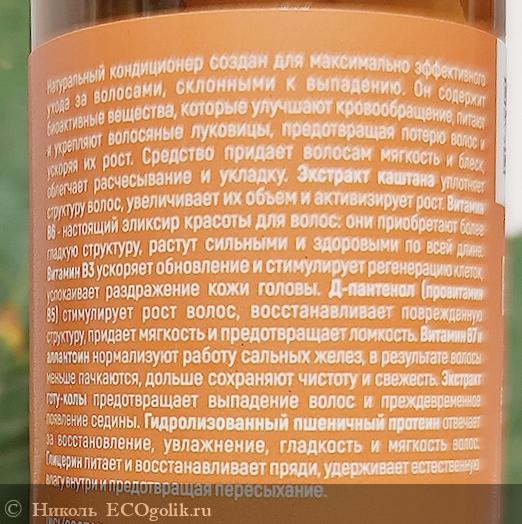 Натуральный кондиционер создан для максимально эффективного
ухода за волосами, склонными к выпадению. Он содержит
биоактивные вещества, которые улучшают кровообращение, питают
и укрепляют волосяные луковицы, предотвращая потерю волос и
ускоряя их рост. Средство придает волосам мягкость и блеск,
облегчает расчесывание и укладку. Экстракт каштана уплотняет
структуру волос, увеличивает их объем и активизирует рост. Витамин
В6 - настоящий эликсир красоты для волос: они приобретают более
гладкую структуру, растут сильными и здоровыми по всей длине.
Витамин В3 ускоряет обновление и стимулирует регенерацию клеток,
успокаивает раздражение кожи головы. Д-пантенол (провитамин
В5) стимулирует рост волос, восстанавливает поврежденную
структуру, придает мягкость и предотвращает ломкость. Витамин В7 и
аллантоин нормализуют работу сальных желез, в результате волосы
меньше пачкаются, дольше сохраняют чистоту и свежесть. Экстракт
готу-колы предотвращает выпадение волос и преждевременное
появление седины. Гидролизованный пшеничный протеин отвечает
за восстановление, увлажнение, гладкость и мягкость волос.
Глицерин питает и восстанавливает пряди, удерживает естественную
влагу внутри и предотвращая пересыхание.
© Николь ECOgolik.ru